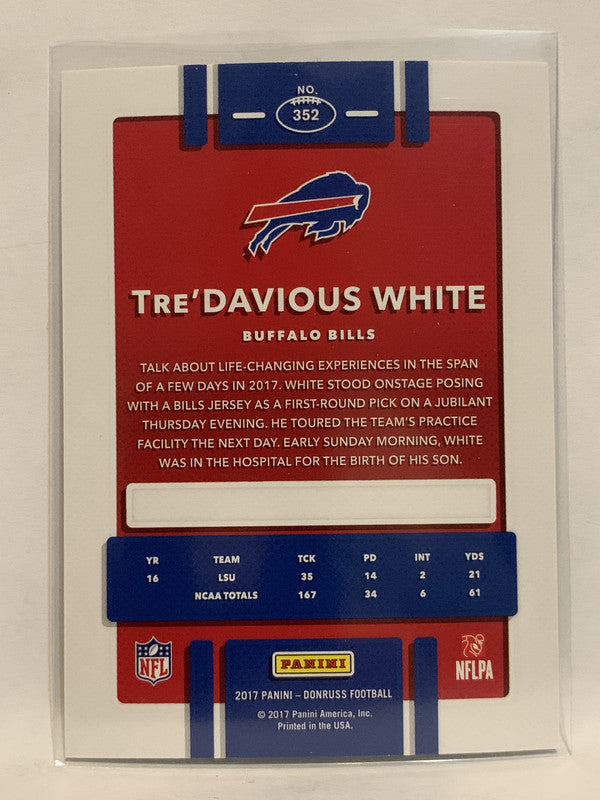 NO.
352
TRE'DAVIOUS WHITE
BUFFALO BILLS
TALK ABOUT LIFE-CHANGING EXPERIENCES IN THE SPAN
OF A FEW DAYS IN 2017. WHITE STOOD ONSTAGE POSING
WITH A BILLS JERSEY AS A FIRST-ROUND PICK ON A JUBILANT
THURSDAY EVENING. HE TOURED THE TEAM'S PRACTICE
FACILITY THE NEXT DAY. EARLY SUNDAY MORNING, WHITE
WAS IN THE HOSPITAL FOR THE BIRTH OF HIS SON.
YR TEAM TCK PD INT YDS
16 LSU 35 14 2 21
NCAA TOTALS 167 34 6 61
NFL PANINI NFLPA
2017 PANINI – DONRUSS FOOTBALL
© 2017 Panini America, Inc.
Printed in the USA.